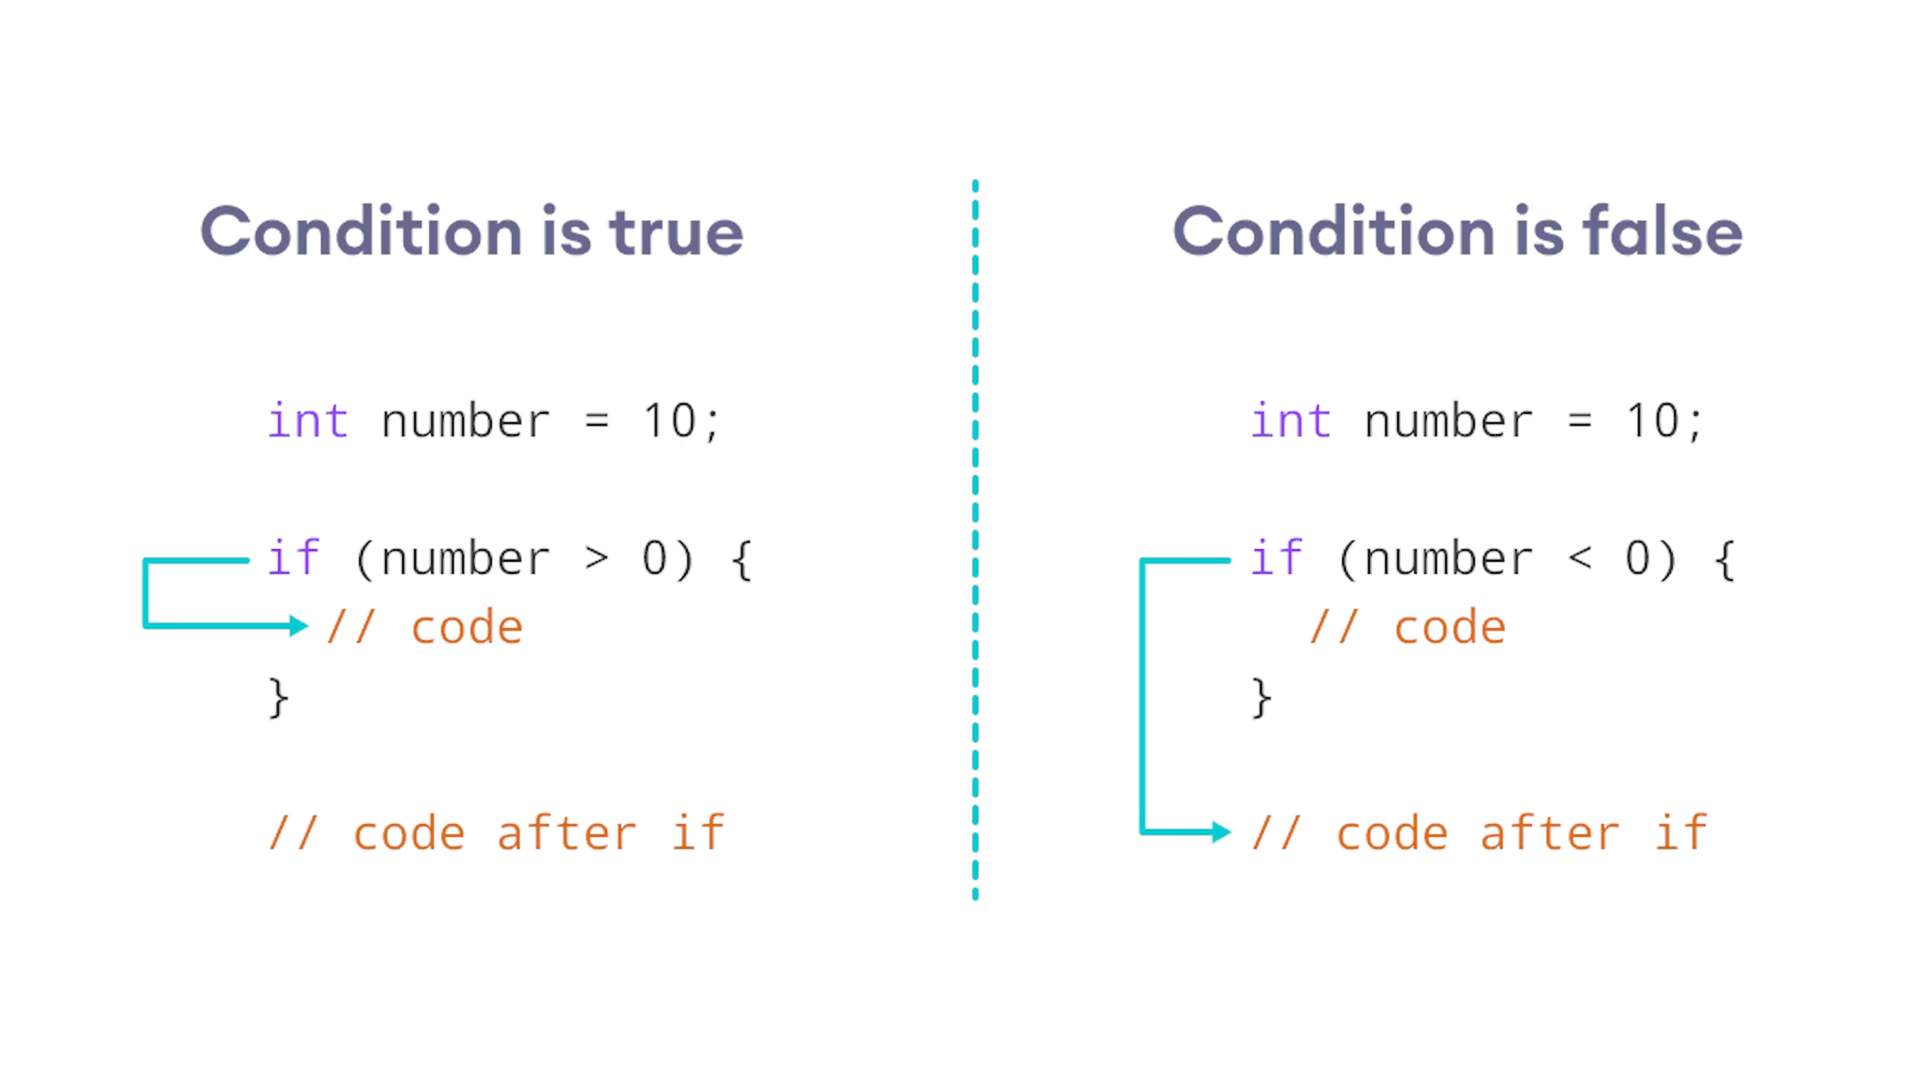 Condition is true
int number = 10;
if (number > 0) {
// code
}
// code after if
Condition is false
int number = 10;
if (number < 0) {
// code
}
// code after if